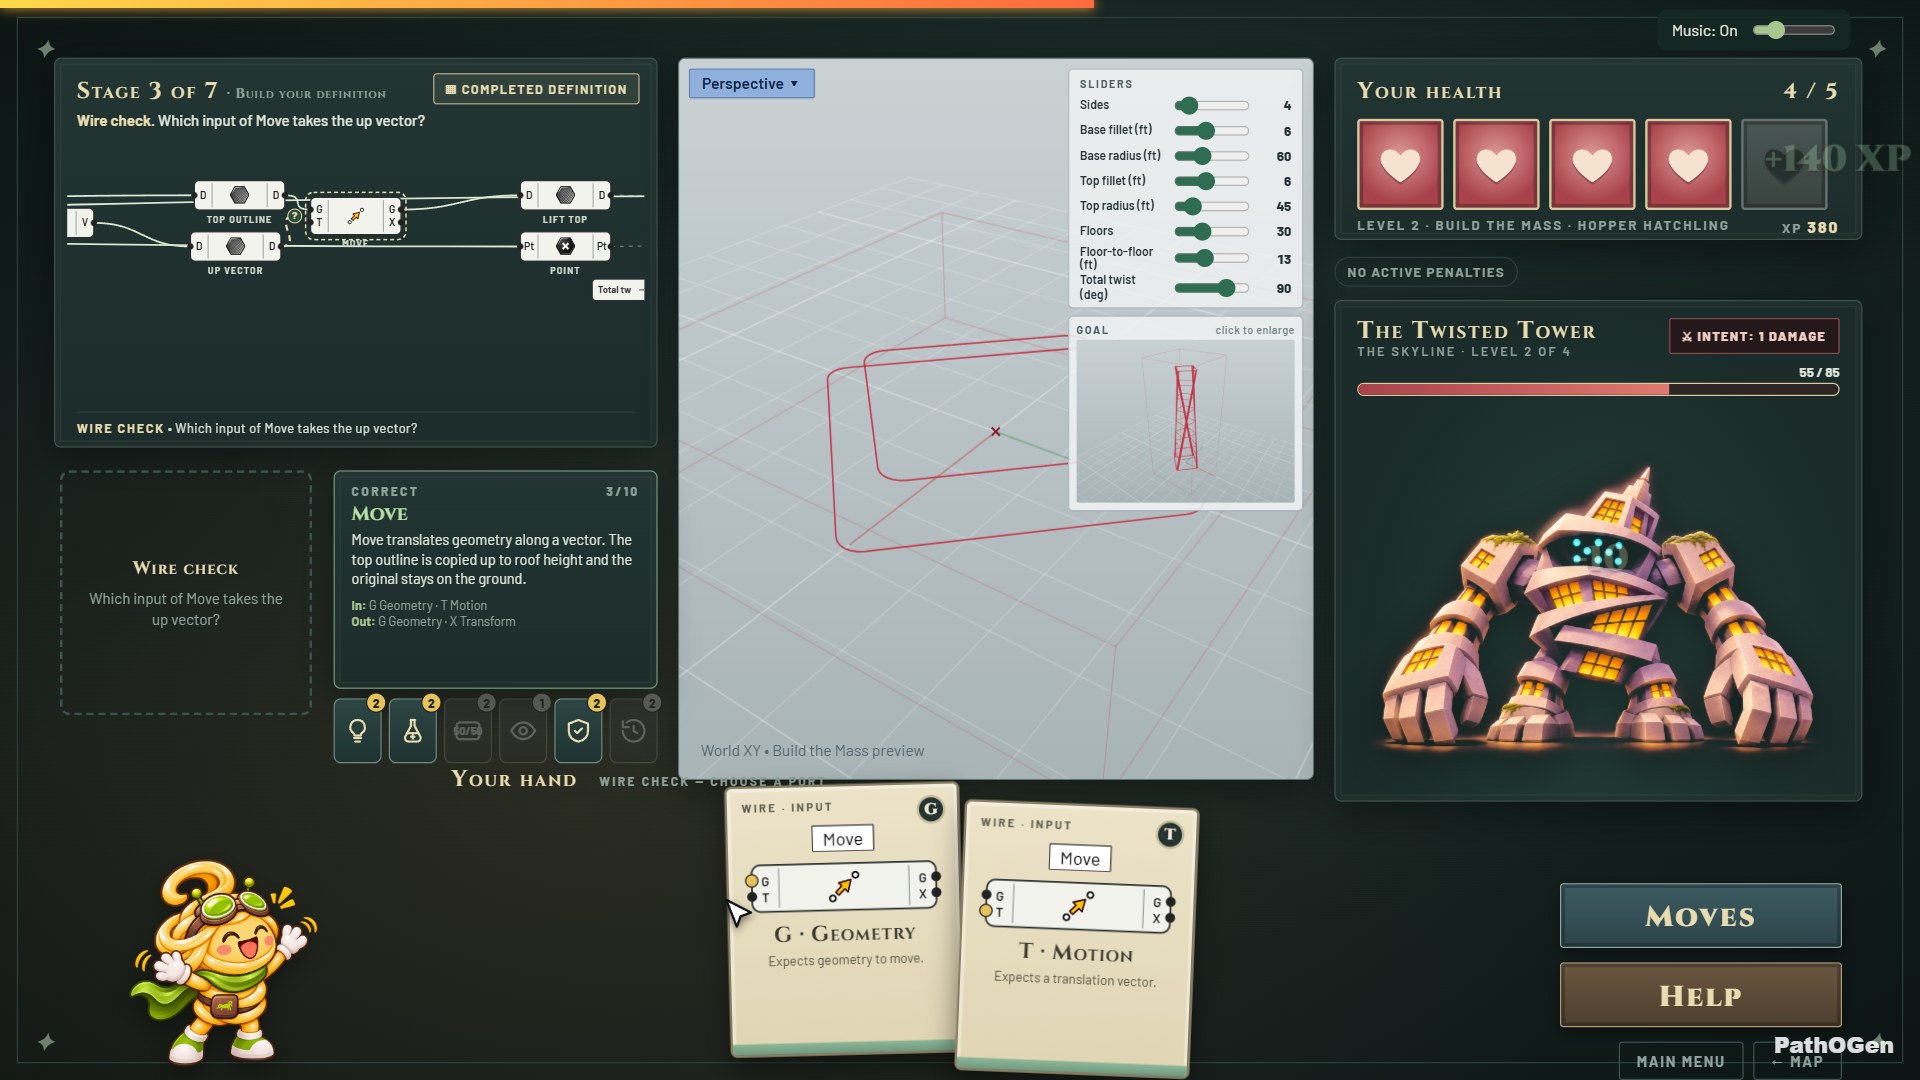 Music: On
STAGE 3 OF 7 · BUILD YOUR DEFINITION
COMPLETED DEFINITION
Wire check. Which input of Move takes the up vector?
D D
TOP OUTLINE
?
G G
T X
MOVE
D D
LIFT TOP
V
D D
UP VECTOR
Pt Pt
POINT
Total tw
WIRE CHECK • Which input of Move takes the up vector?
WIRE CHECK
Which input of Move takes the
up vector?
CORRECT 3/10
MOVE
Move translates geometry along a vector. The
top outline is copied up to roof height and the
original stays on the ground.
In: G Geometry · T Motion
Out: G Geometry · X Transform
2 2 2 1 2 2
50/50
YOUR HAND WIRE CHECK — CHOOSE A PORT
Perspective ▼
SLIDERS
Sides 4
Base fillet (ft) 6
Base radius (ft) 60
Top fillet (ft) 6
Top radius (ft) 45
Floors 30
Floor-to-floor
(ft) 13
Total twist
(deg) 90
GOAL click to enlarge
World XY • Build the Mass preview
YOUR HEALTH 4 / 5
+140 XP
LEVEL 2 · BUILD THE MASS · HOPPER HATCHLING XP 380
NO ACTIVE PENALTIES
THE TWISTED TOWER
THE SKYLINE · LEVEL 2 OF 4
INTENT: 1 DAMAGE
55 / 85
WIRE · INPUT G
Move
G G
T X
G · GEOMETRY
Expects geometry to move.
WIRE · INPUT T
Move
G G
T X
T · MOTION
Expects a translation vector.
MOVES
HELP
MAIN MENU
← MAP
PathOGen